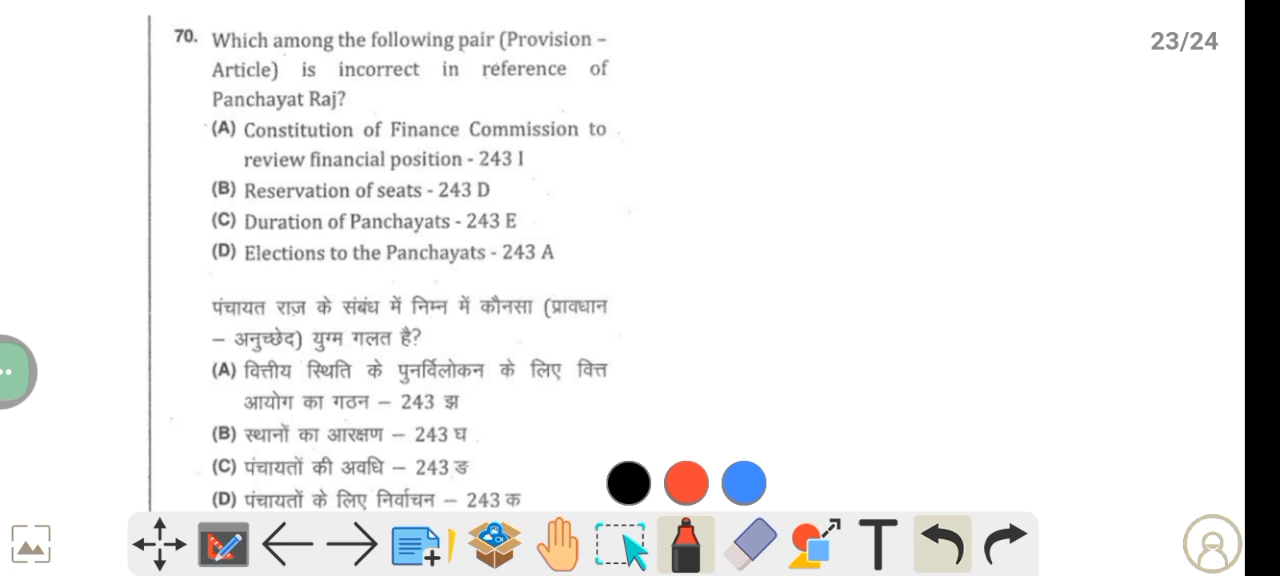 23/24
70. Which among the following pair (Provision –
Article) is incorrect in reference of
Panchayat Raj?
(A) Constitution of Finance Commission to
review financial position - 243 I
(B) Reservation of seats - 243 D
(C) Duration of Panchayats - 243 E
(D) Elections to the Panchayats - 243 A
पंचायत राज़ के संबंध में निम्न में कौनसा (प्रावधान
– अनुच्छेद) युग्म गलत है?
(A) वित्तीय स्थिति के पुनर्विलोकन के लिए वित्त
आयोग का गठन – 243 झ
(B) स्थानों का आरक्षण – 243 घ
(C) पंचायतों की अवधि – 243 ङ
(D) पंचायतों के लिए निर्वाचन – 243 क
T